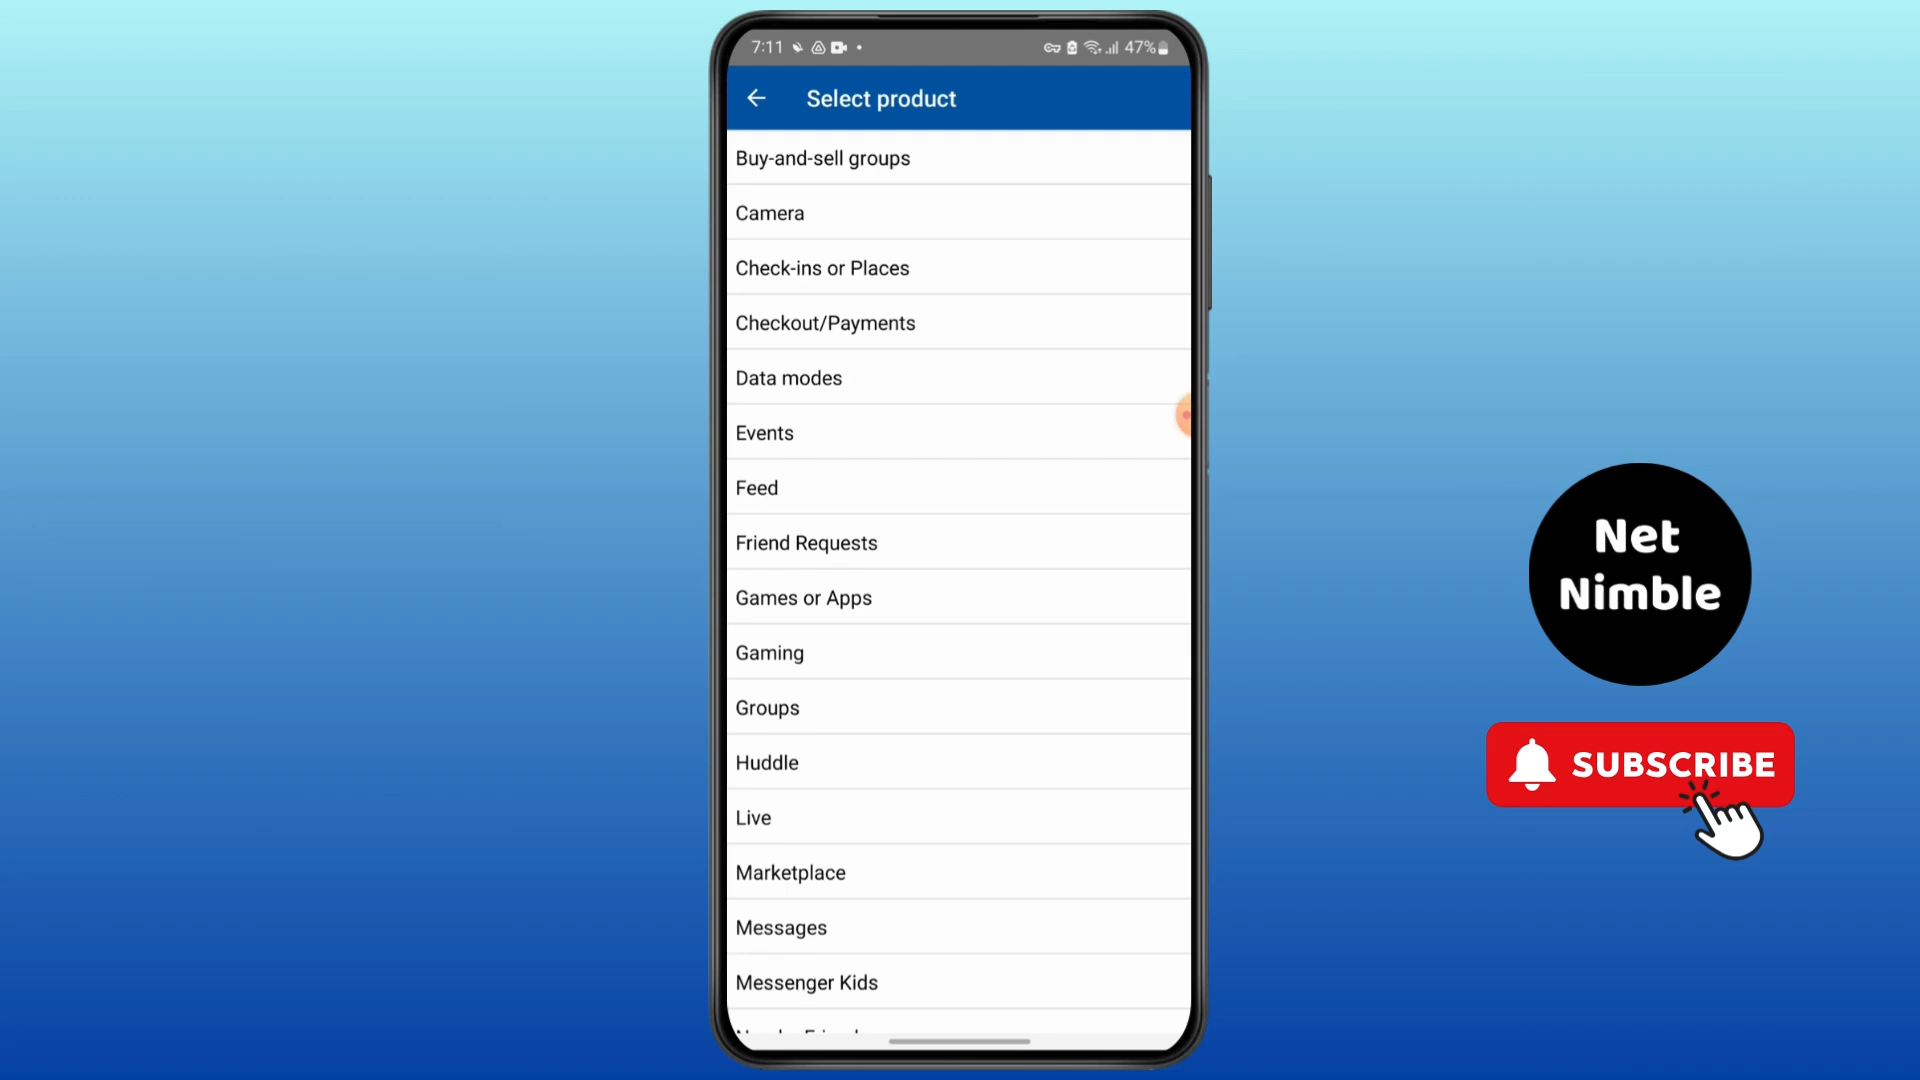 7:11
47%
Select product
Buy-and-sell groups
Camera
Check-ins or Places
Checkout/Payments
Data modes
Events
Feed
Friend Requests
Games or Apps
Gaming
Groups
Huddle
Live
Marketplace
Messages
Messenger Kids
Net
Nimble
SUBSCRIBE